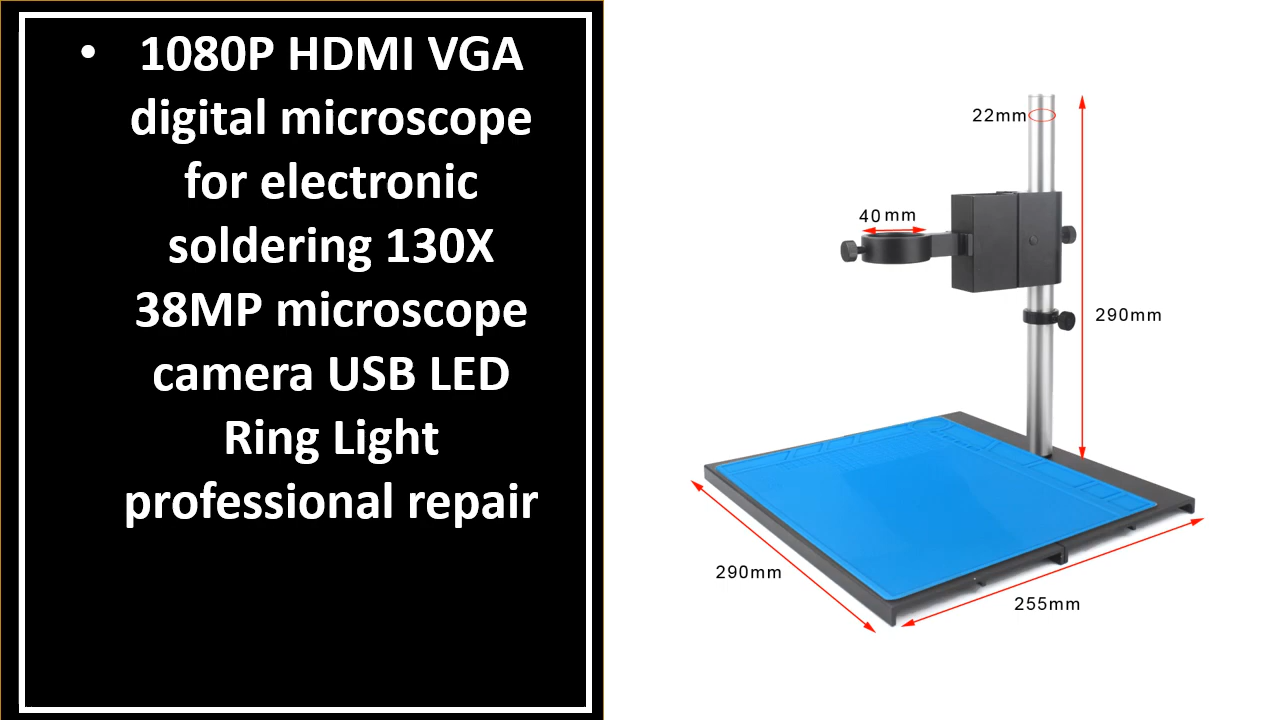 • 1080P HDMI VGA
digital microscope
for electronic
soldering 130X
38MP microscope
camera USB LED
Ring Light
professional repair
22mm
40mm
290mm
290mm
255mm